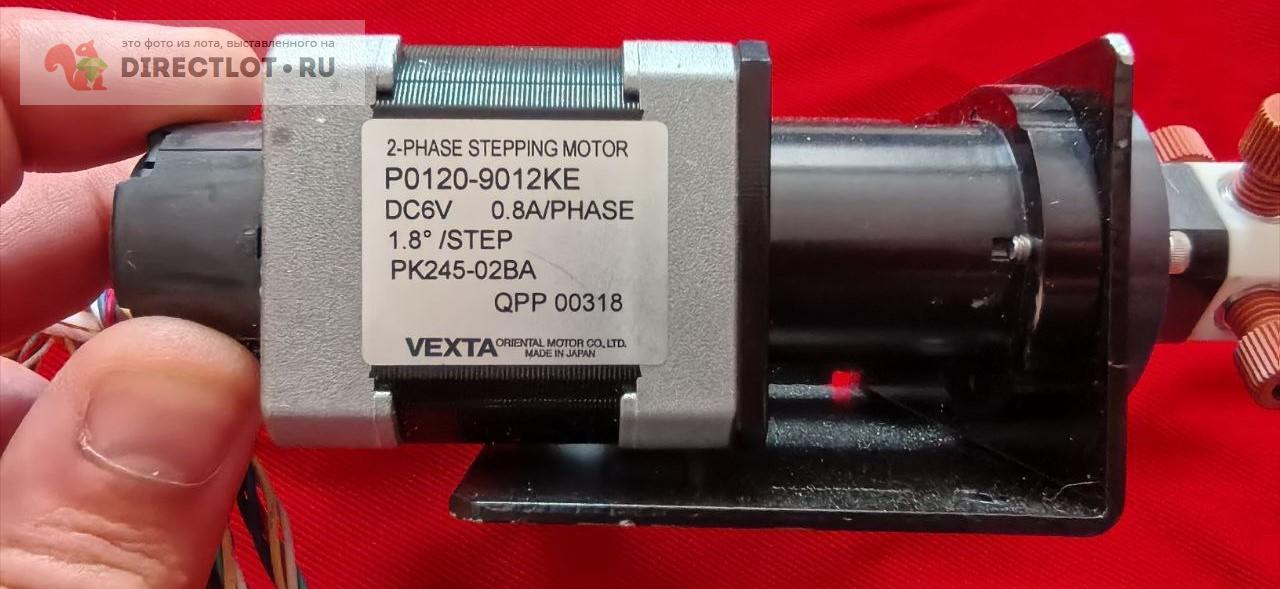 это фото из лота, выставленного на
DIRECTLOT.RU
2-PHASE STEPPING MOTOR
P0120-9012KE
DC6V 0.8A/PHASE
1.8° /STEP
PK245-02BA
QPP 00318
VEXTA ORIENTAL MOTOR CO., LTD.
MADE IN JAPAN